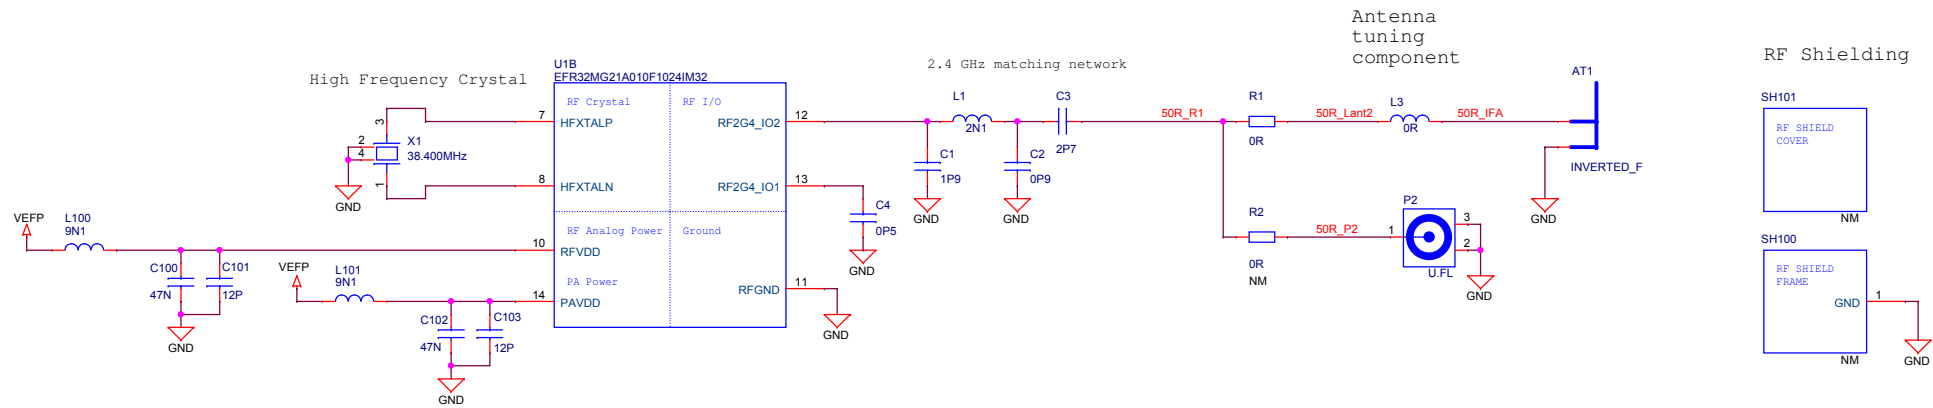 Antenna
tuning
component
RF Shielding
High Frequency Crystal
U1B
EFR32MG21A010F1024IM32
2.4 GHz matching network
AT1
RF Crystal
RF I/O
L1
C3
R1
L3
SH101
3
7
HFXTALP
RF2G4_IO2
12
2N1
50R_R1
50R_Lant2
0R
50R_IFA
RF SHIELD
COVER
2
4
X1
38.400MHz
C1
1P9
C2
0P9
2P7
0R
INVERTED_F
1
8
HFXTALN
RF2G4_IO1
13
GND
C4
0P5
GND
GND
R2
P2
GND
NM
VEFP
L100
9N1
RF Analog Power
Ground
50R_P2
1
3
2
SH100
10
RFVDD
GND
0R
NM
U.FL
RF SHIELD
FRAME
C100
47N
C101
12P
VEFP
L101
9N1
PA Power
14
PAVDD
RFGND
11
GND
GND
1
C102
47N
C103
12P
GND
GND
NM
GND
GND